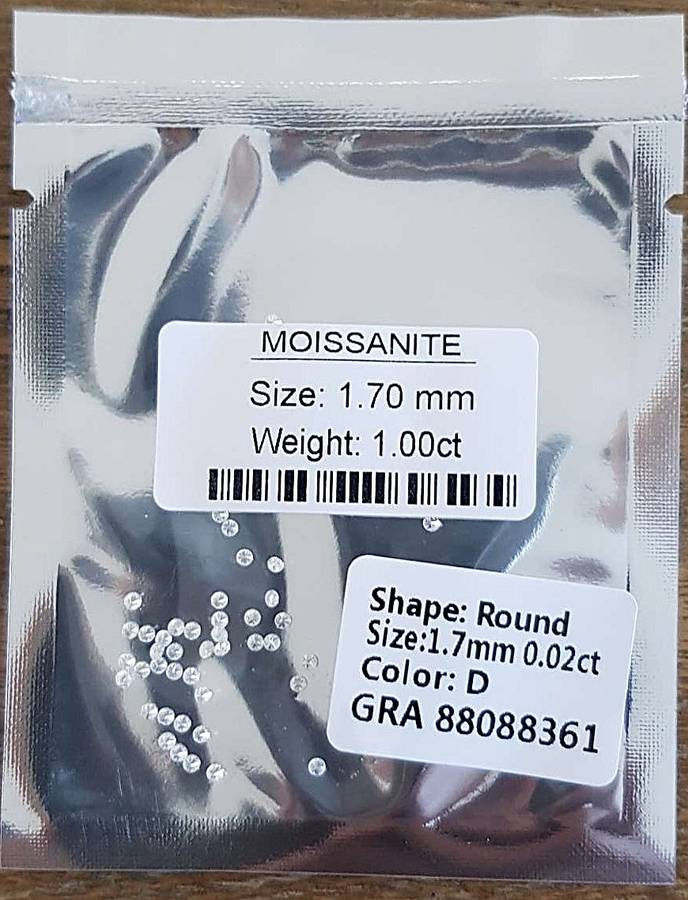 MOISSANITE
Size: 1.70 mm
Weight: 1.00ct
Shape: Round
Size:1.7mm 0.02ct
Color: D
GRA 88088361